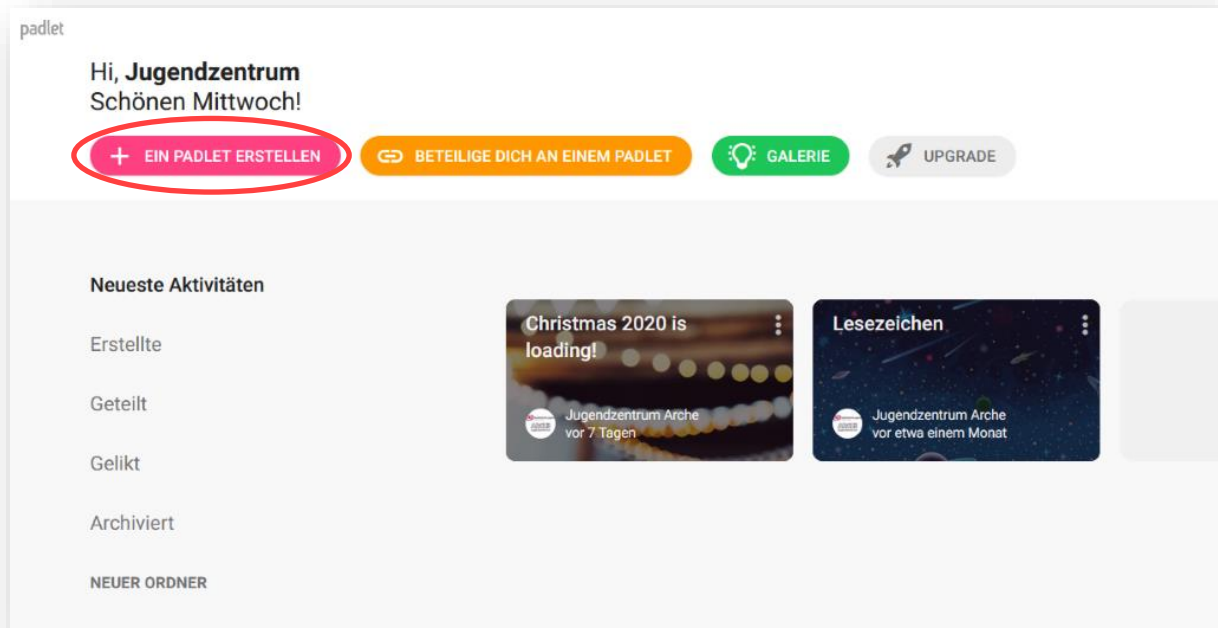 padlet
Hi, Jugendzentrum
Schönen Mittwoch!
EIN PADLET ERSTELLEN
BETEILIGE DICH AN EINEM PADLET
GALERIE
UPGRADE
Neueste Aktivitäten
Erstellte
Geteilt
Gelikt
Archiviert
NEUER ORDNER
Christmas 2020 is
loading!
Jugendzentrum Arche
vor 7 Tagen
Lesezeichen
Jugendzentrum Arche
vor etwa einem Monat